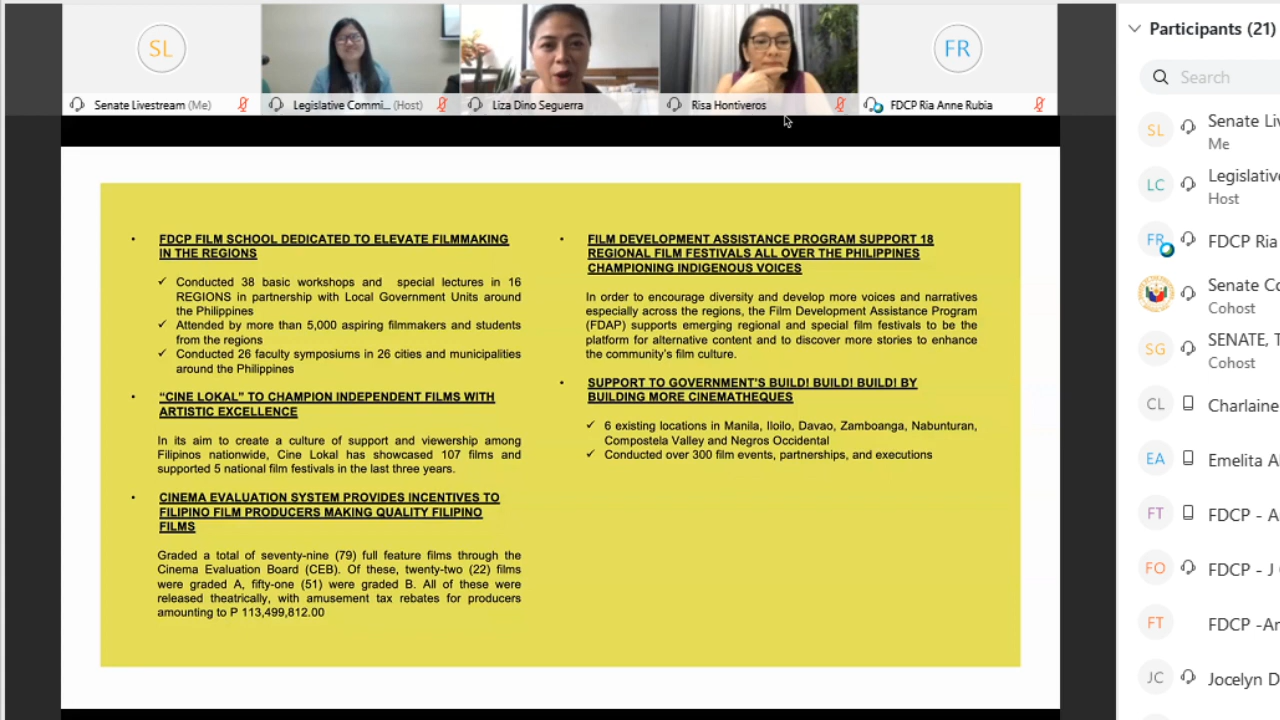 Participants (21)
SL
FR
Search
Senate Livestream (Me)
Legislative Commi... (Host)
Liza Dino Seguerra
Risa Hontiveros
FDCP Ria Anne Rubia
• FDCP FILM SCHOOL DEDICATED TO ELEVATE FILMMAKING
IN THE REGIONS
✓ Conducted 38 basic workshops and special lectures in 16
REGIONS in partnership with Local Government Units around
the Philippines
✓ Attended by more than 5,000 aspiring filmmakers and students
from the regions
✓ Conducted 26 faculty symposiums in 26 cities and municipalities
around the Philippines
• “CINE LOKAL” TO CHAMPION INDEPENDENT FILMS WITH
ARTISTIC EXCELLENCE
In its aim to create a culture of support and viewership among
Filipinos nationwide, Cine Lokal has showcased 107 films and
supported 5 national film festivals in the last three years.
• CINEMA EVALUATION SYSTEM PROVIDES INCENTIVES TO
FILIPINO FILM PRODUCERS MAKING QUALITY FILIPINO
FILMS
Graded a total of seventy-nine (79) full feature films through the
Cinema Evaluation Board (CEB). Of these, twenty-two (22) films
were graded A, fifty-one (51) were graded B. All of these were
released theatrically, with amusement tax rebates for producers
amounting to P 113,499,812.00
• FILM DEVELOPMENT ASSISTANCE PROGRAM SUPPORT 18
REGIONAL FILM FESTIVALS ALL OVER THE PHILIPPINES
CHAMPIONING INDIGENOUS VOICES
In order to encourage diversity and develop more voices and narratives
especially across the regions, the Film Development Assistance Program
(FDAP) supports emerging regional and special film festivals to be the
platform for alternative content and to discover more stories to enhance
the community’s film culture.
• SUPPORT TO GOVERNMENT’S BUILD! BUILD! BUILD! BY
BUILDING MORE CINEMATHEQUES
✓ 6 existing locations in Manila, Iloilo, Davao, Zamboanga, Nabunturan,
Compostela Valley and Negros Occidental
✓ Conducted over 300 film events, partnerships, and executions
SL Senate Liv
Me
LC Legislative
Host
FR FDCP Ria
Senate Co
Cohost
SG SENATE, T
Cohost
CL Charlaine
EA Emelita A
FT FDCP - A
FO FDCP - J
FT FDCP -Ar
JC Jocelyn D